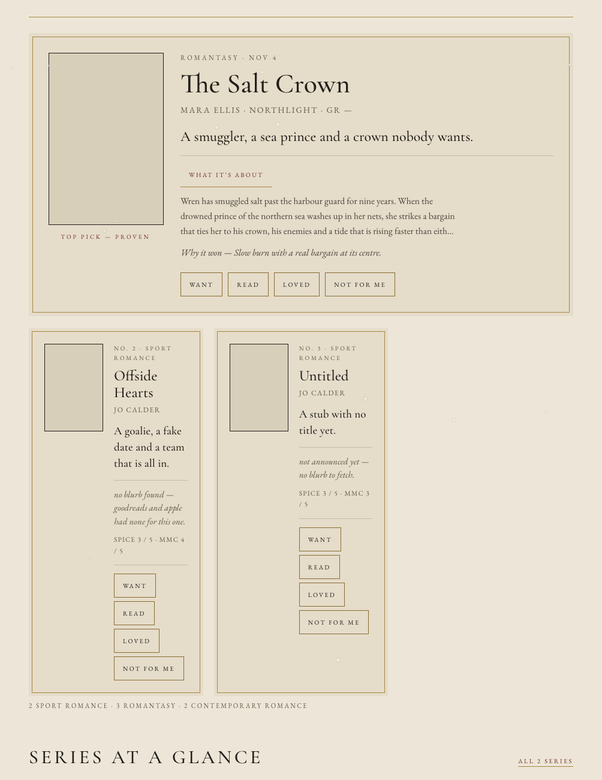 ROMANTASY · NOV 4
The Salt Crown
MARA ELLIS · NORTHLIGHT · GR —
A smuggler, a sea prince and a crown nobody wants.
TOP PICK — PROVEN
WHAT IT'S ABOUT
Wren has smuggled salt past the harbour guard for nine years. When the
drowned prince of the northern sea washes up in her nets, she strikes a bargain
that ties her to his crown, his enemies and a tide that is rising faster than eith...
Why it won — Slow burn with a real bargain at its centre.
WANT
READ
LOVED
NOT FOR ME
NO. 2 · SPORT
ROMANCE
Offside
Hearts
JO CALDER
A goalie, a fake
date and a team
that is all in.
no blurb found —
goodreads and apple
had none for this one.
SPICE 3 / 5 · MMC 4
/ 5
WANT
READ
LOVED
NOT FOR ME
NO. 3 · SPORT
ROMANCE
Untitled
JO CALDER
A stub with no
title yet.
not announced yet —
no blurb to fetch.
SPICE 3 / 5 · MMC 3
/ 5
WANT
READ
LOVED
NOT FOR ME
2 SPORT ROMANCE · 3 ROMANTASY · 2 CONTEMPORARY ROMANCE
SERIES AT A GLANCE
ALL 2 SERIES